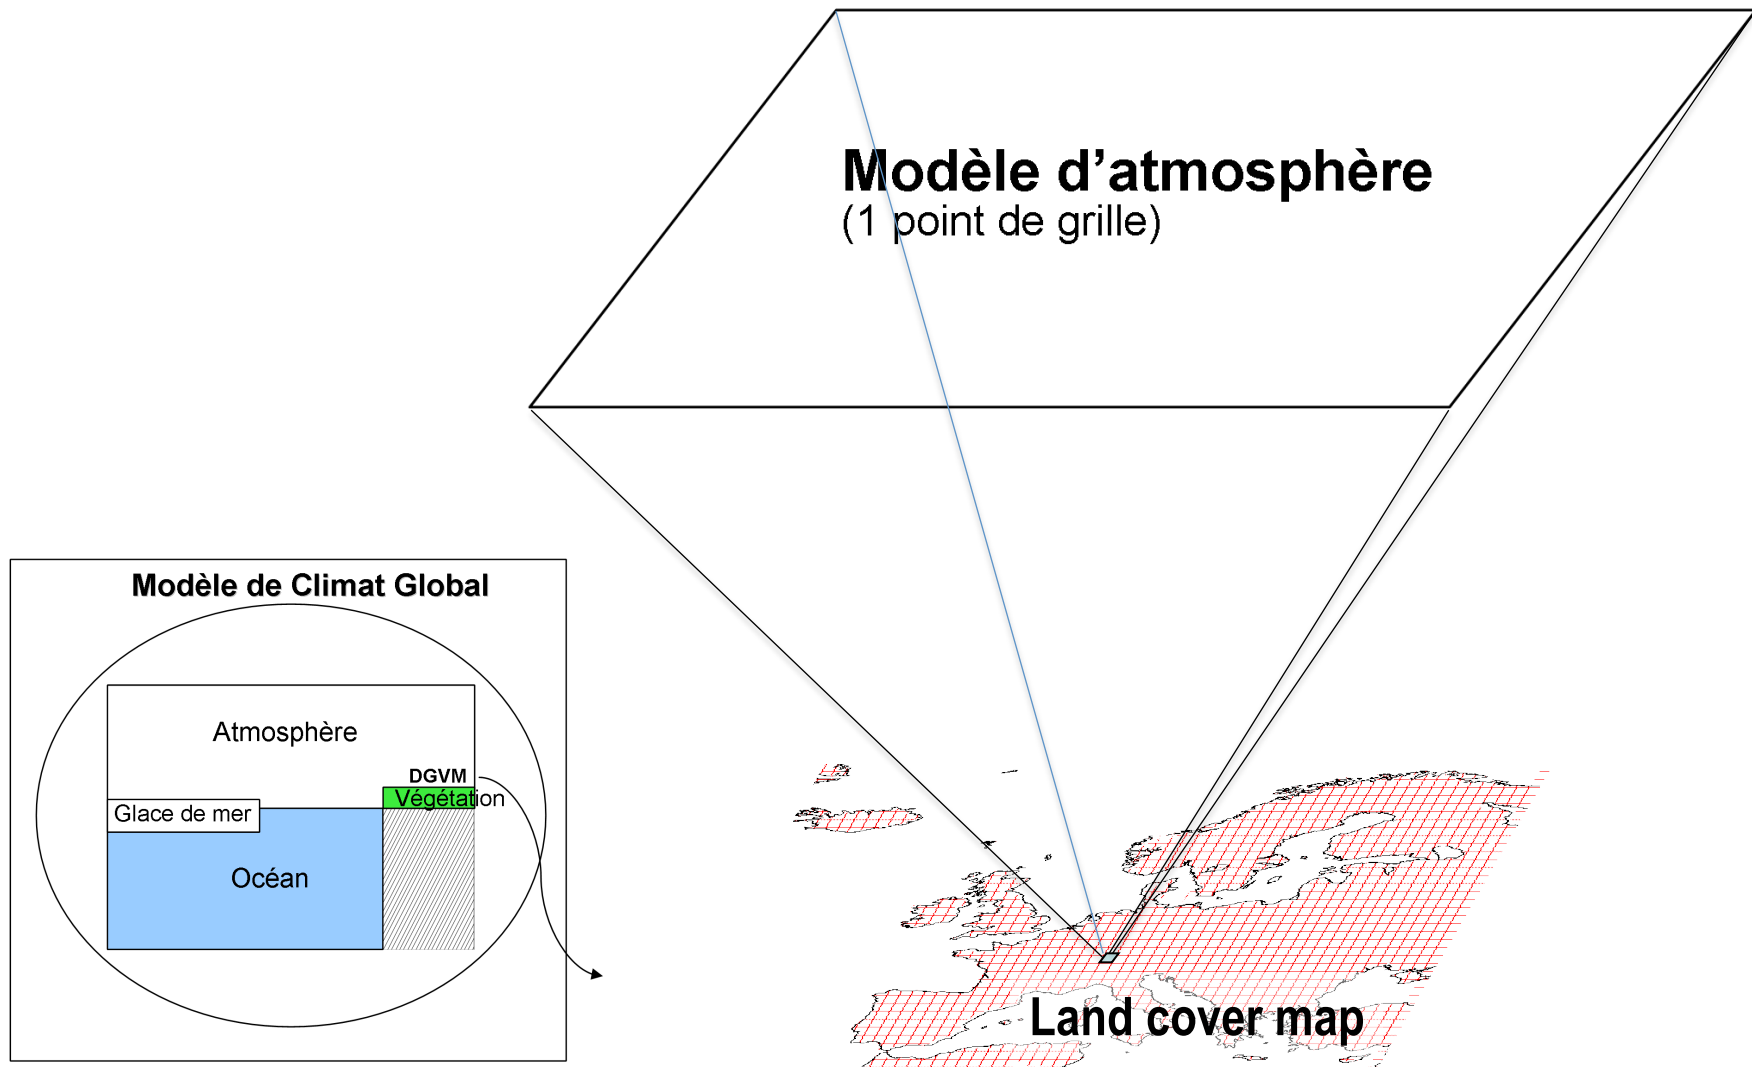 Modèle d’atmosphère
(1 point de grille)
Modèle de Climat Global
Atmosphère
DGVM
Végétation
Glace de mer
Océan
Land cover map